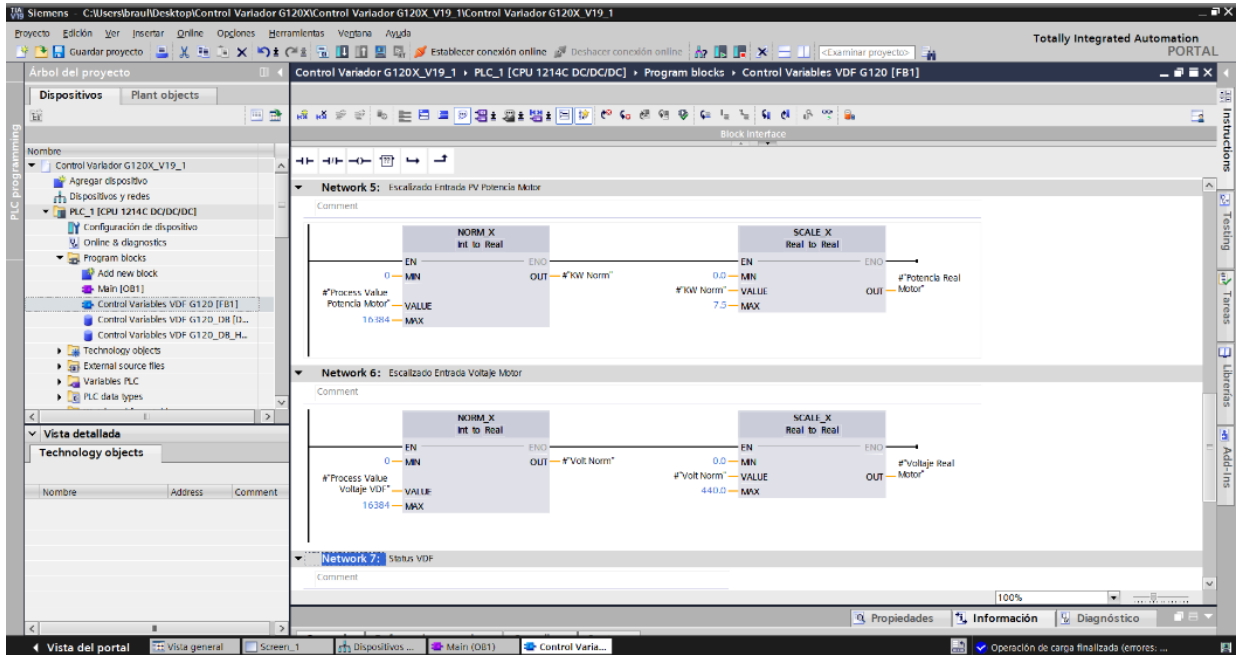 Siemens - C:\Users\braul\Desktop\Control Variador G120X\Control Variador G120X_V19_1\Control Variador G120X_V19_1
Proyecto Edición Ver Insertar Online Opciones Herramientas Ventana Ayuda
Totally Integrated Automation
PORTAL
Guardar proyecto
Establecer conexión online
Deshacer conexión online
<Examinar proyecto>
Árbol del proyecto
Control Variador G120X_V19_1 ▸ PLC_1 [CPU 1214C DC/DC/DC] ▸ Program blocks ▸ Control Variables VDF G120 [FB1]
Dispositivos
Plant objects
Block Interface
PLC programming
Nombre
Control Variador G120X_V19_1
Agregar dispositivo
Dispositivos y redes
PLC_1 [CPU 1214C DC/DC/DC]
Configuración de dispositivo
Online & diagnostics
Program blocks
Add new block
Main [OB1]
Control Variables VDF G120 [FB1]
Control Variables VDF G120_DB [D...
Control Variables VDF G120_DB_H...
Technology objects
External source files
Variables PLC
PLC data types
Vista detallada
Technology objects
Nombre Address Comment
Network 5: Escalizado Entrada PV Potencia Motor
Comment
NORM_X
Int to Real
EN ENO
0 MIN OUT #"KW Norm"
#"Process Value Potencia Motor" VALUE
16384 MAX
SCALE_X
Real to Real
EN ENO
0.0 MIN
#"KW Norm" VALUE
7.5 MAX
OUT #"Potencia Real Motor"
Network 6: Escalizado Entrada Voltaje Motor
Comment
NORM_X
Int to Real
EN ENO
0 MIN OUT #"Volt Norm"
#"Process Value Voltaje VDF" VALUE
16384 MAX
SCALE_X
Real to Real
EN ENO
0.0 MIN
#"Volt Norm" VALUE
440.0 MAX
OUT #"Voltaje Real Motor"
Network 7: Status VDF
Comment
100%
Instructions
Testing
Tareas
Librerías
Add-Ins
Propiedades
Información
Diagnóstico
Vista del portal
Vista general
Screen_1
Dispositivos ...
Main (OB1)
Control Varia...
Operación de carga finalizada (errores: ...